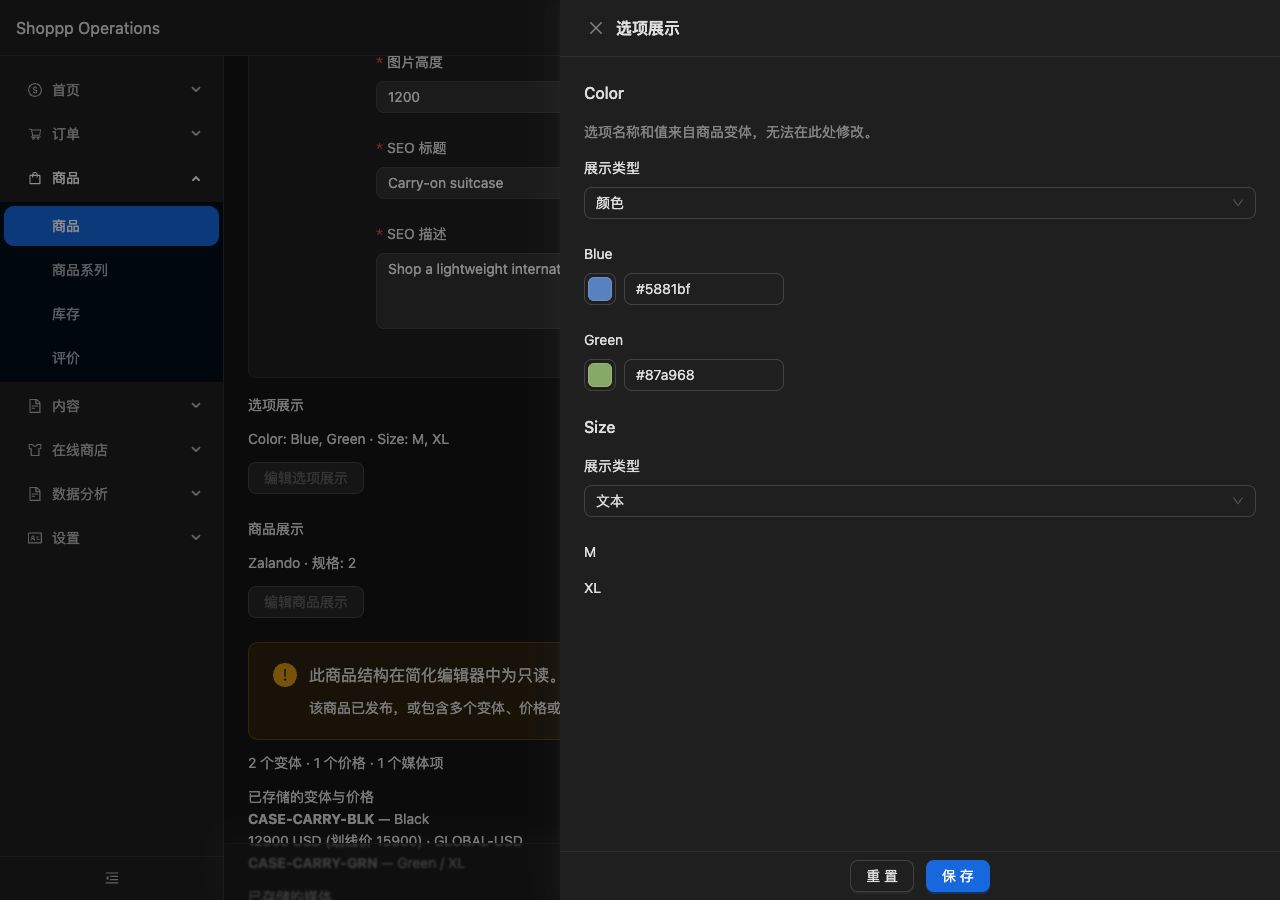 Shoppp Operations
首页
订单
商品
商品
商品系列
库存
评价
内容
在线商店
数据分析
设置
* 图片高度
1200
* SEO 标题
Carry-on suitcase
* SEO 描述
Shop a lightweight internat
选项展示
Color: Blue, Green · Size: M, XL
编辑选项展示
商品展示
Zalando · 规格: 2
编辑商品展示
此商品结构在简化编辑器中为只读。
该商品已发布，或包含多个变体、价格或
2 个变体 · 1 个价格 · 1 个媒体项
已存储的变体与价格
CASE-CARRY-BLK — Black
12900 USD (划线价 15900) · GLOBAL-USD
CASE-CARRY-GRN — Green / XL
已存储的媒体
选项展示
Color
选项名称和值来自商品变体，无法在此处修改。
展示类型
颜色
Blue
#5881bf
Green
#87a968
Size
展示类型
文本
M
XL
重 置
保 存